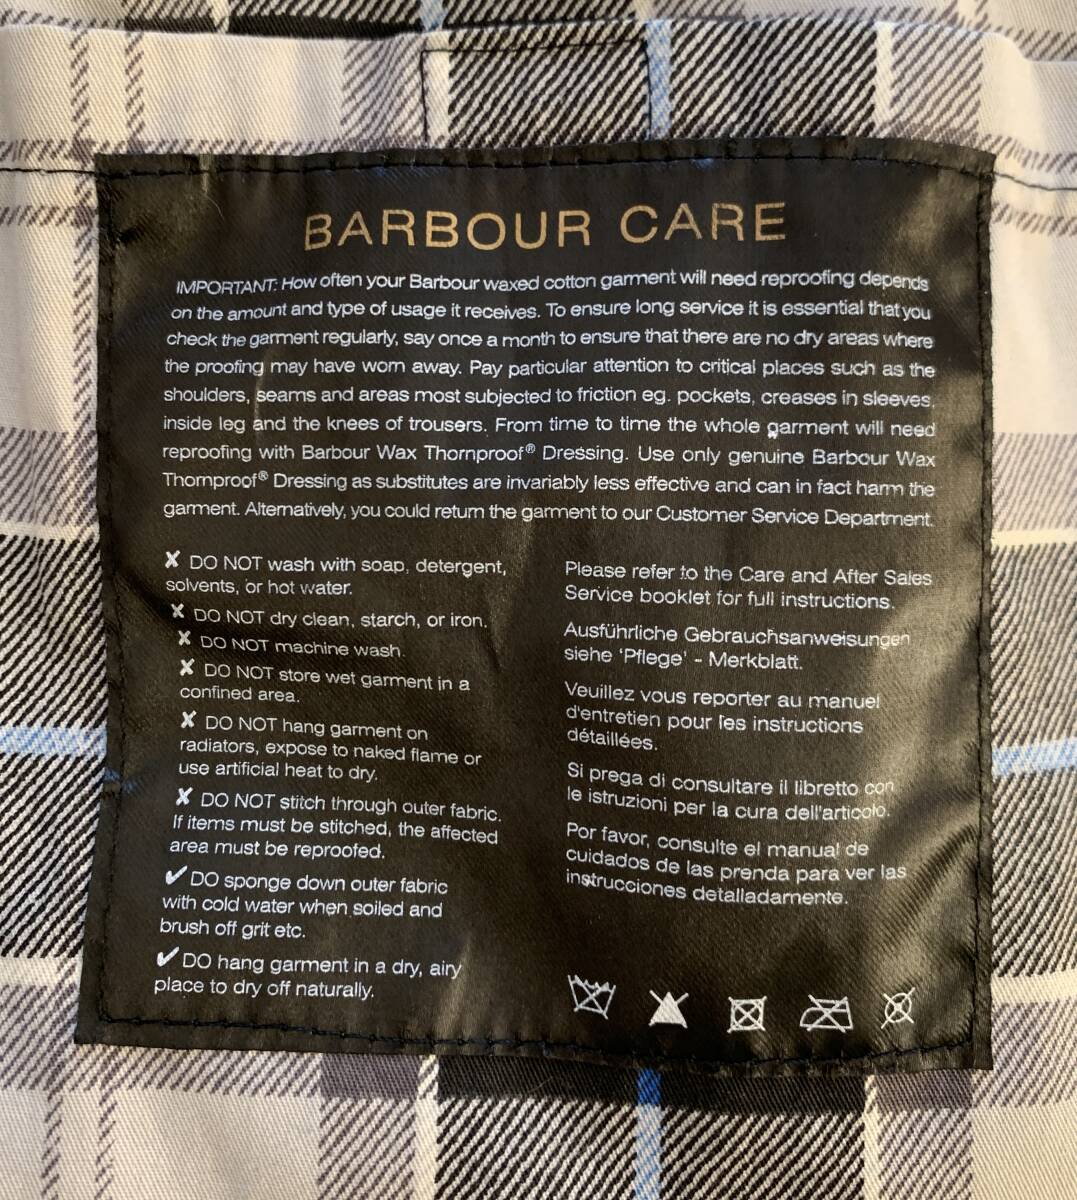 BARBOUR CARE
IMPORTANT: How often your Barbour waxed cotton garment will need reproofing depends
on the amount and type of usage it receives. To ensure long service it is essential that you
check the garment regularly, say once a month to ensure that there are no dry areas where
the proofing may have worn away. Pay particular attention to critical places such as the
shoulders, seams and areas most subjected to friction eg. pockets, creases in sleeves,
inside leg and the knees of trousers. From time to time the whole garment will need
reproofing with Barbour Wax Thornproof® Dressing. Use only genuine Barbour Wax
Thornproof® Dressing as substitutes are invariably less effective and can in fact harm the
garment. Alternatively, you could return the garment to our Customer Service Department.
✘ DO NOT wash with soap, detergent,
solvents, or hot water.
✘ DO NOT dry clean, starch, or iron.
✘ DO NOT machine wash.
✘ DO NOT store wet garment in a
confined area.
✘ DO NOT hang garment on
radiators, expose to naked flame or
use artificial heat to dry.
✘ DO NOT stitch through outer fabric.
If items must be stitched, the affected
area must be reproofed.
✔ DO sponge down outer fabric
with cold water when soiled and
brush off grit etc.
✔ DO hang garment in a dry, airy
place to dry off naturally.
Please refer to the Care and After Sales
Service booklet for full instructions.
Ausführliche Gebrauchsanweisungen
siehe 'Pflege' - Merkblatt.
Veuillez vous reporter au manuel
d'entretien pour les instructions
détaillées.
Si prega di consultare il libretto con
le istruzioni per la cura dell'articolo.
Por favor, consulte el manual de
cuidados de las prenda para ver las
instrucciones detalladamente.